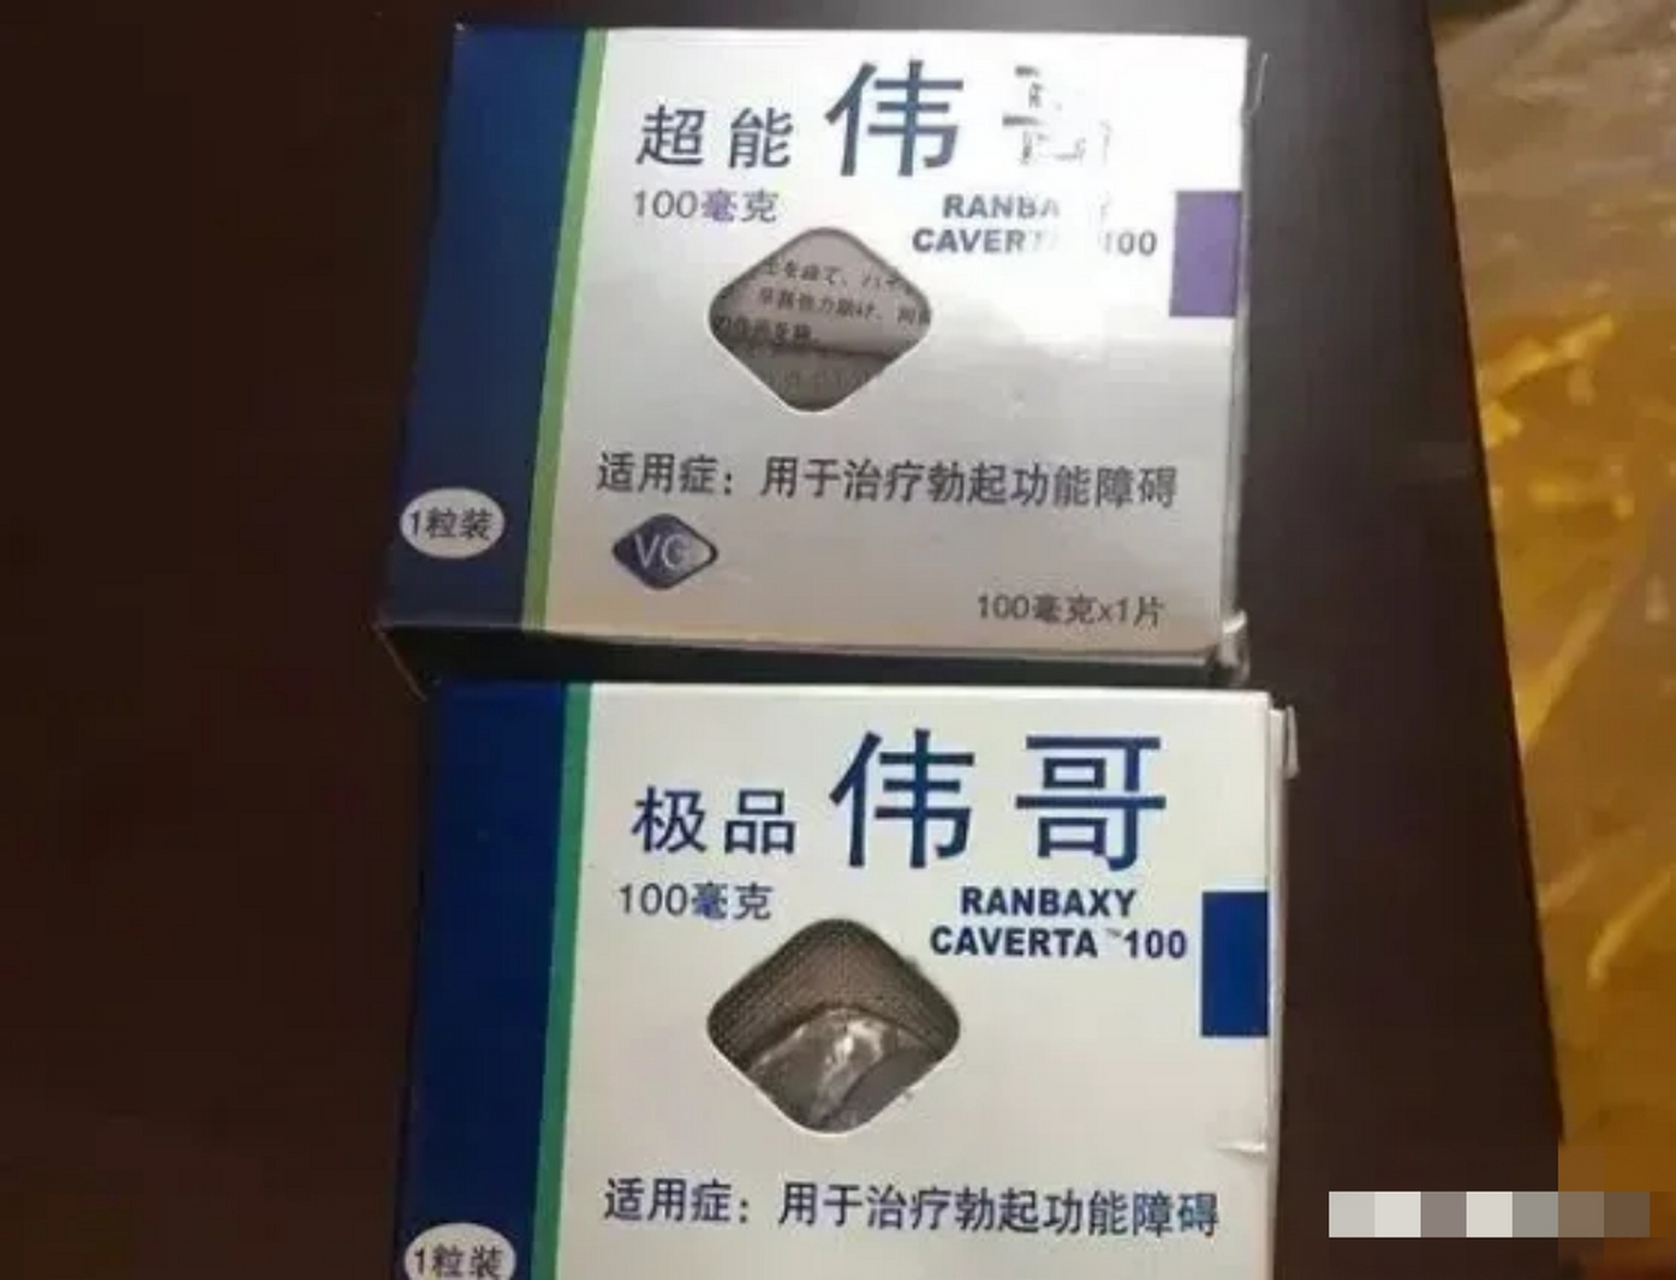 超能伟
100毫克
RANBA
CAVERT 100
适用症：用于治疗勃起功能障碍
1粒装
VG
100毫克x1片
极品伟哥
100毫克
RANBAXY
CAVERTA™100
适用症：用于治疗勃起功能障碍
1粒装